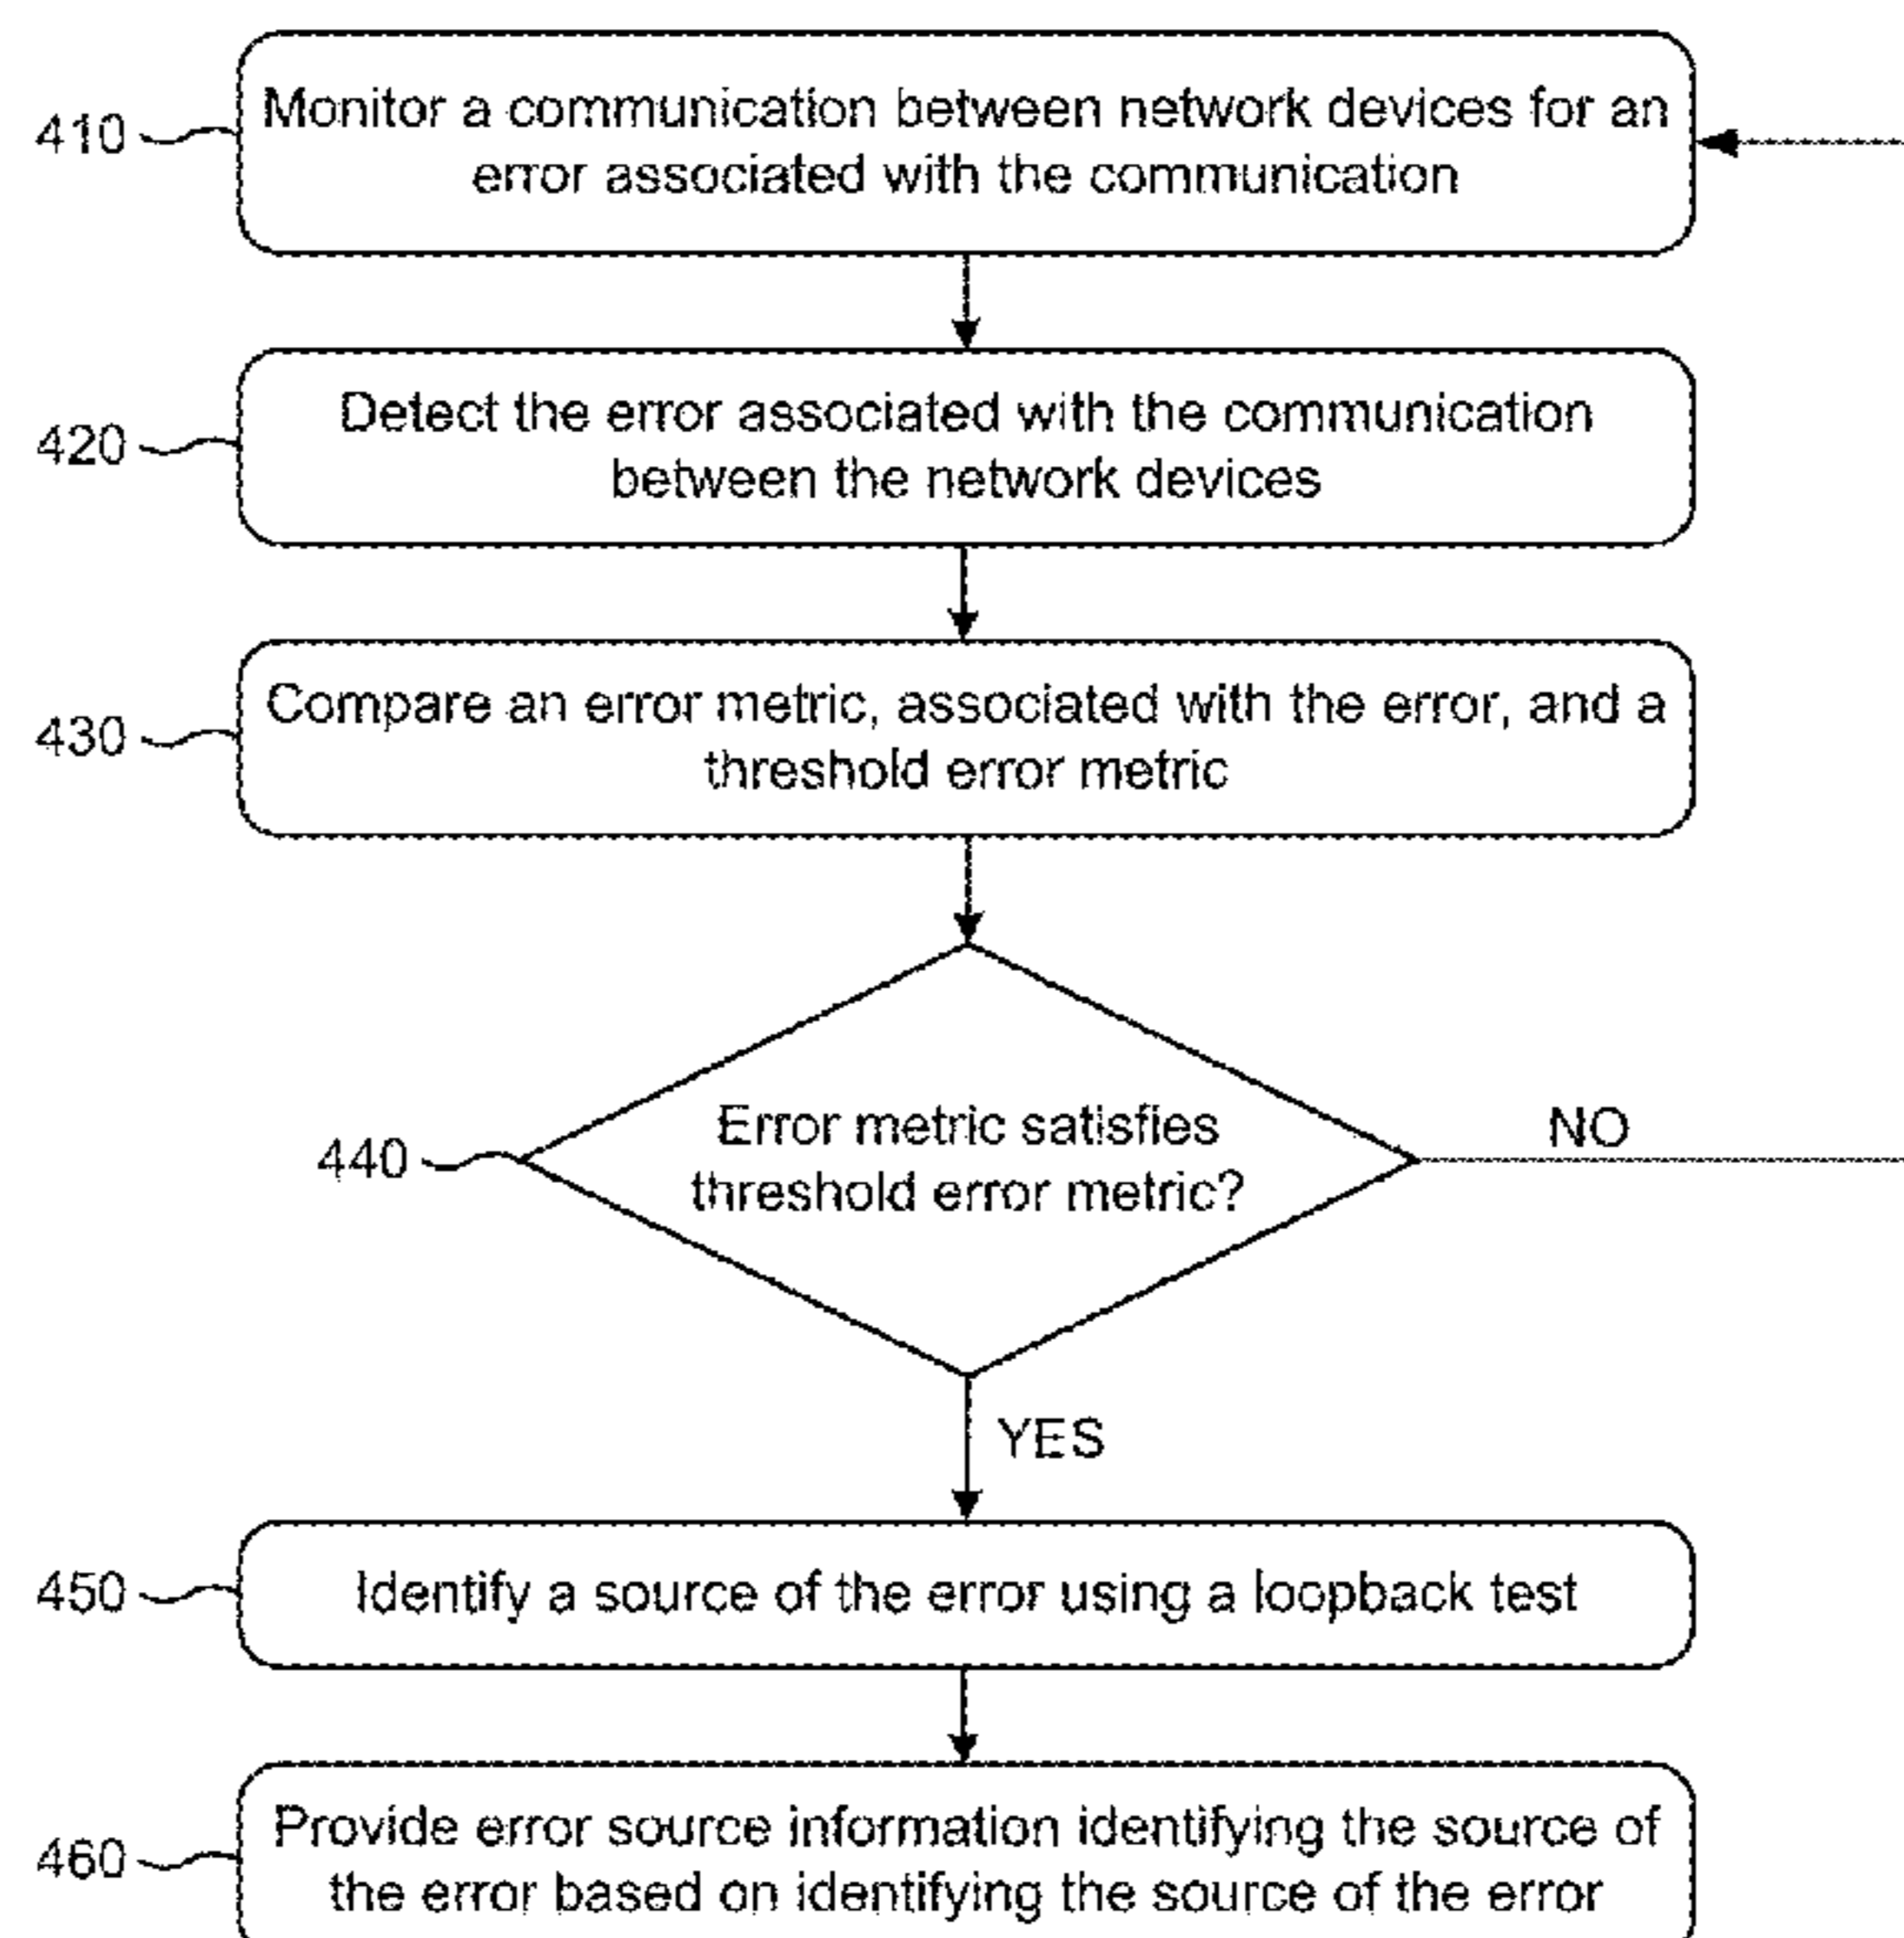 410
Monitor a communication between network devices for an
error associated with the communication
420
Detect the error associated with the communication
between the network devices
430
Compare an error metric, associated with the error, and a
threshold error metric
440
Error metric satisfies
threshold error metric?
NO
YES
450
Identify a source of the error using a loopback test
460
Provide error source information identifying the source of
the error based on identifying the source of the error